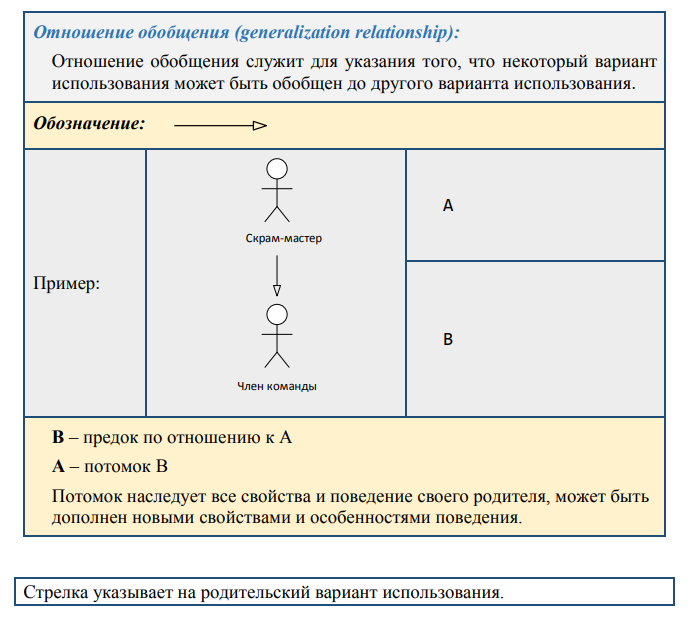 Отношение обобщения (generalization relationship):
Отношение обобщения служит для указания того, что некоторый вариант
использования может быть обобщен до другого варианта использования.
Обозначение:
Пример:
Скрам-мастер
Член команды
A
B
B – предок по отношению к A
A – потомок B
Потомок наследует все свойства и поведение своего родителя, может быть
дополнен новыми свойствами и особенностями поведения.
Стрелка указывает на родительский вариант использования.